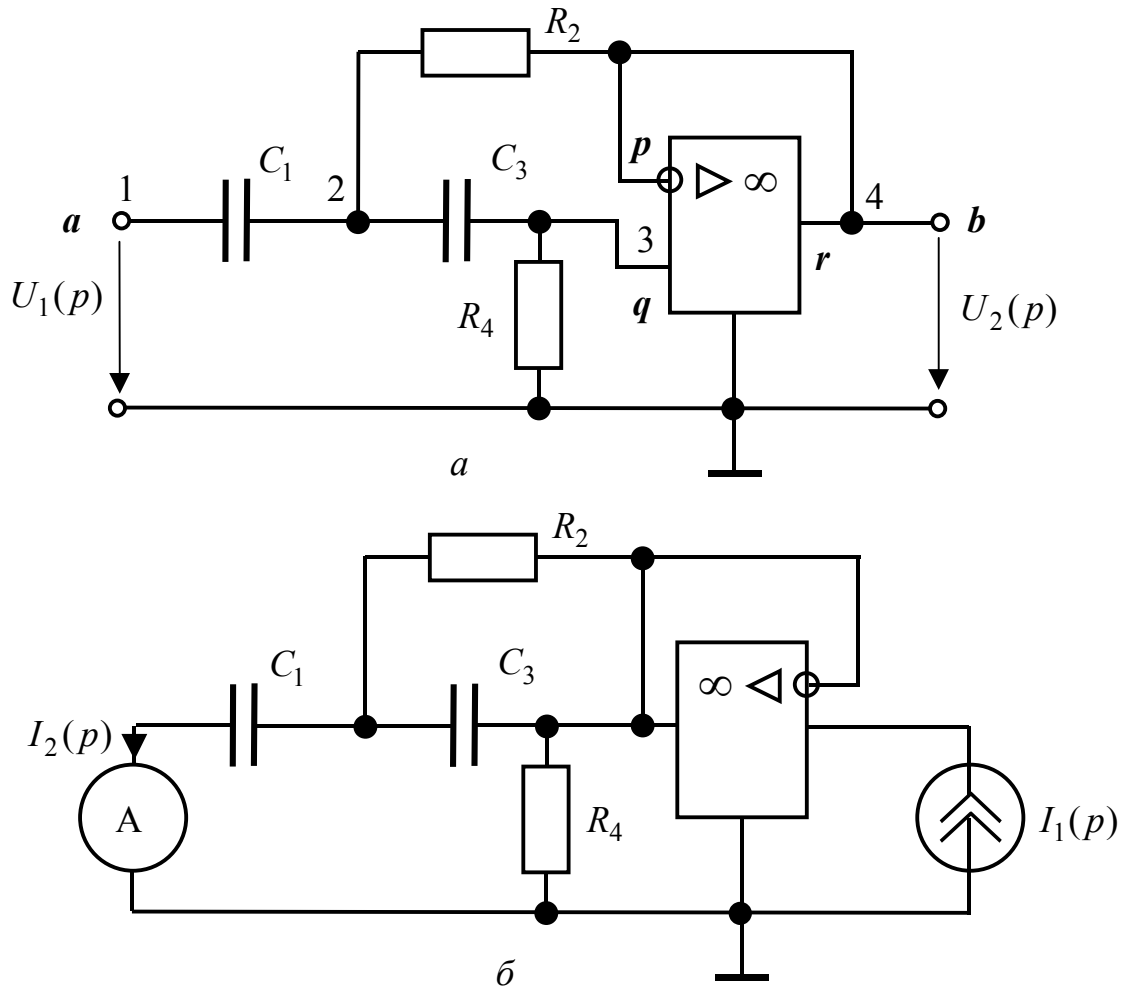 R2
p
C1
C3
▷ ∞
1
2
3
4
a
b
r
q
U1(p)
R4
U2(p)
а
R2
C1
C3
∞ ◁
I2(p)
A
R4
I1(p)
б